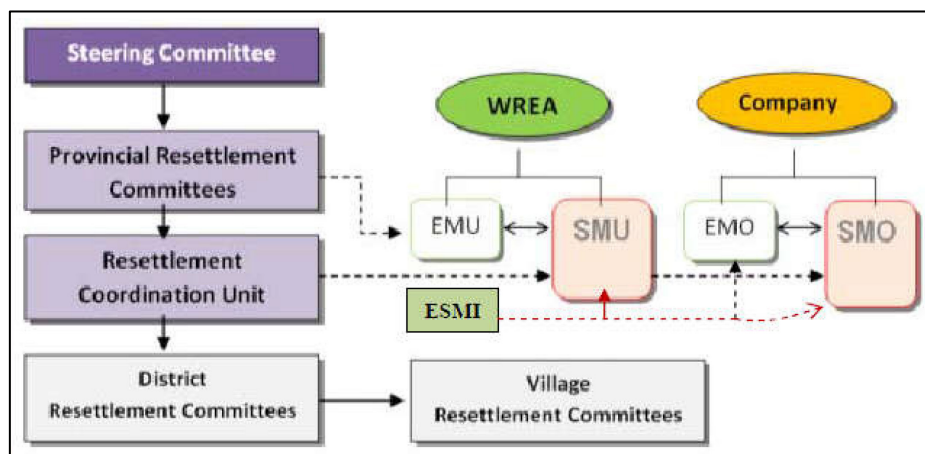 Steering Committee
WREA
Company
Provincial Resettlement
Committees
EMU
SMU
EMO
SMO
Resettlement
Coordination Unit
ESMI
District
Resettlement Committees
Village
Resettlement Committees